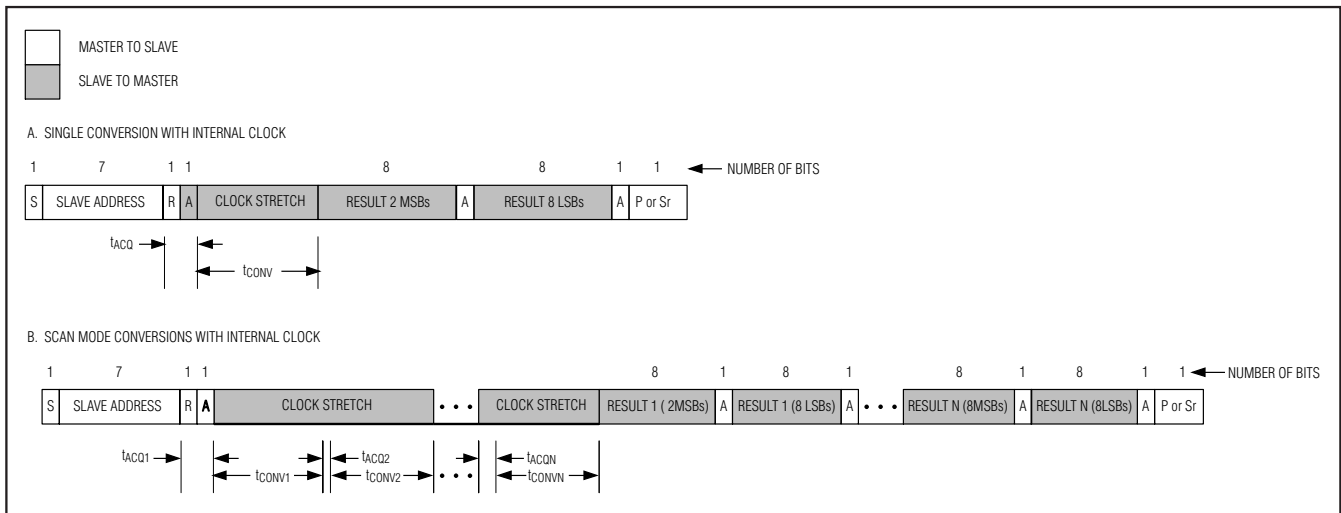 MASTER TO SLAVE
SLAVE TO MASTER
A. SINGLE CONVERSION WITH INTERNAL CLOCK
1 7 1 1 8 8 1 1 NUMBER OF BITS
S SLAVE ADDRESS R A CLOCK STRETCH RESULT 2 MSBs A RESULT 8 LSBs A P or Sr
tACQ
tCONV
B. SCAN MODE CONVERSIONS WITH INTERNAL CLOCK
1 7 1 1 8 1 8 1 8 1 8 1 1 NUMBER OF BITS
S SLAVE ADDRESS R A CLOCK STRETCH • • • CLOCK STRETCH RESULT 1 ( 2MSBs) A RESULT 1 (8 LSBs) A • • • RESULT N (8MSBs) A RESULT N (8LSBs) A P or Sr
tACQ1 tACQ2 tACQN
tCONV1 tCONV2 • • • tCONVN